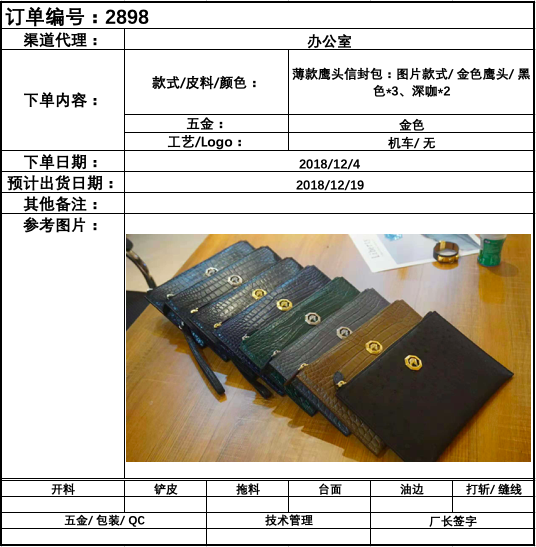 订单编号：2898
渠道代理：
办公室
下单内容：
款式/皮料/颜色：
薄款鹰头信封包：图片款式/ 金色鹰头/ 黑
色*3、深咖*2
五金：
金色
工艺/Logo：
机车/ 无
下单日期：
2018/12/4
预计出货日期：
2018/12/19
其他备注：
参考图片：
开料 铲皮 拖料 台面 油边 打斩/ 缝线
五金/ 包装/ QC 技术管理 厂长签字